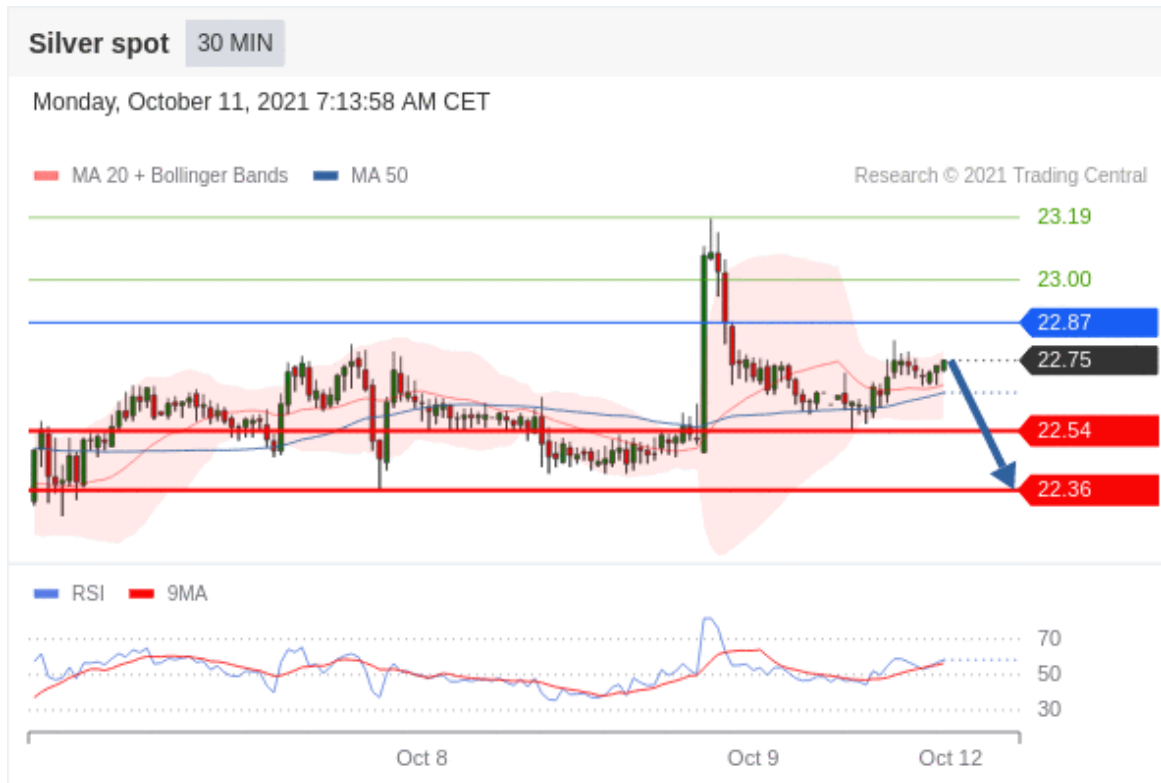 Silver spot 30 MIN
Monday, October 11, 2021 7:13:58 AM CET
MA 20 + Bollinger Bands MA 50 Research © 2021 Trading Central
23.19
23.00
22.87
22.75
22.54
22.36
RSI 9MA
70
50
30
Oct 8 Oct 9 Oct 12